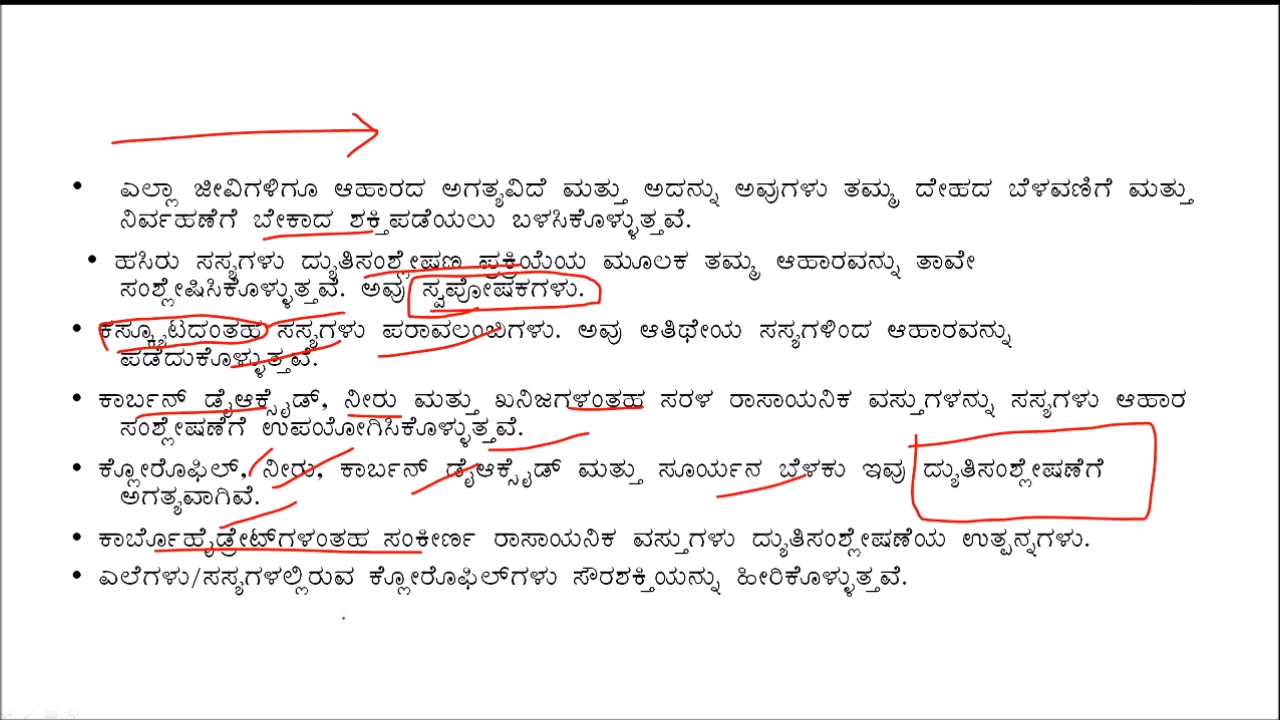 • ಎಲ್ಲಾ ಜೀವಿಗಳಿಗೂ ಆಹಾರದ ಅಗತ್ಯವಿದೆ ಮತ್ತು ಅದನ್ನು ಅವುಗಳು ತಮ್ಮ ದೇಹದ ಬೆಳವಣಿಗೆ ಮತ್ತು
ನಿರ್ವಹಣೆಗೆ ಬೇಕಾದ ಶಕ್ತಿಪಡೆಯಲು ಬಳಸಿಕೊಳ್ಳುತ್ತವೆ.
• ಹಸಿರು ಸಸ್ಯಗಳು ದ್ಯುತಿಸಂಶ್ಲೇಷಣ ಪ್ರಕ್ರಿಯೆಯ ಮೂಲಕ ತಮ್ಮ ಆಹಾರವನ್ನು ತಾವೇ
ಸಂಶ್ಲೇಷಿಸಿಕೊಳ್ಳುತ್ತವೆ. ಅವು ಸ್ವಪೋಷಕಗಳು.
• ಕಸ್ಕ್ಯೂಟದಂತಹ ಸಸ್ಯಗಳು ಪರಾವಲಂಬಿಗಳು. ಅವು ಆತಿಥೇಯ ಸಸ್ಯಗಳಿಂದ ಆಹಾರವನ್ನು
ಪಡೆದುಕೊಳ್ಳುತ್ತವೆ.
• ಕಾರ್ಬನ್ ಡೈಆಕ್ಸೈಡ್, ನೀರು ಮತ್ತು ಖನಿಜಗಳಂತಹ ಸರಳ ರಾಸಾಯನಿಕ ವಸ್ತುಗಳನ್ನು ಸಸ್ಯಗಳು ಆಹಾರ
ಸಂಶ್ಲೇಷಣೆಗೆ ಉಪಯೋಗಿಸಿಕೊಳ್ಳುತ್ತವೆ.
• ಕ್ಲೋರೊಫಿಲ್, ನೀರು, ಕಾರ್ಬನ್ ಡೈಆಕ್ಸೈಡ್ ಮತ್ತು ಸೂರ್ಯನ ಬೆಳಕು ಇವು ದ್ಯುತಿಸಂಶ್ಲೇಷಣೆಗೆ
ಅಗತ್ಯವಾಗಿವೆ.
• ಕಾರ್ಬೊಹೈಡ್ರೇಟ್‌ಗಳಂತಹ ಸಂಕೀರ್ಣ ರಾಸಾಯನಿಕ ವಸ್ತುಗಳು ದ್ಯುತಿಸಂಶ್ಲೇಷಣೆಯ ಉತ್ಪನ್ನಗಳು.
• ಎಲೆಗಳು/ಸಸ್ಯಗಳಲ್ಲಿರುವ ಕ್ಲೋರೊಫಿಲ್‌ಗಳು ಸೌರಶಕ್ತಿಯನ್ನು ಹೀರಿಕೊಳ್ಳುತ್ತವೆ.